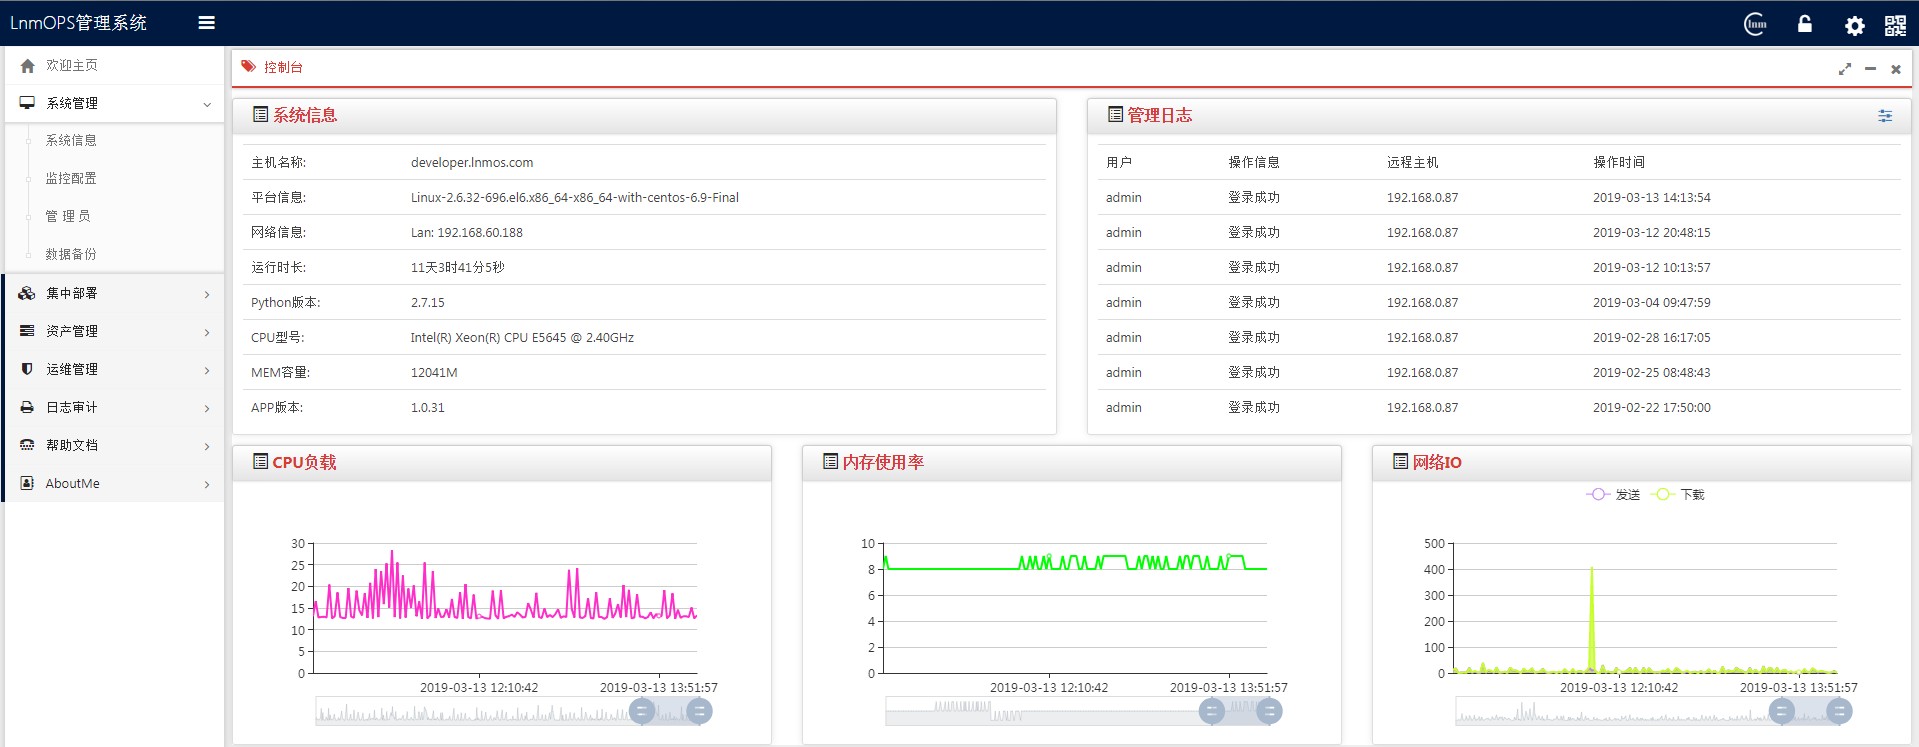 LnmOPS管理系统
lnm
欢迎主页
系统管理
系统信息
监控配置
管 理 员
数据备份
集中部署
资产管理
运维管理
日志审计
帮助文档
AboutMe
控制台
系统信息
主机名称: developer.lnmos.com
平台信息: Linux-2.6.32-696.el6.x86_64-x86_64-with-centos-6.9-Final
网络信息: Lan: 192.168.60.188
运行时长: 11天3时41分5秒
Python版本: 2.7.15
CPU型号: Intel(R) Xeon(R) CPU E5645 @ 2.40GHz
MEM容量: 12041M
APP版本: 1.0.31
管理日志
用户 操作信息 远程主机 操作时间
admin 登录成功 192.168.0.87 2019-03-13 14:13:54
admin 登录成功 192.168.0.87 2019-03-12 20:48:15
admin 登录成功 192.168.0.87 2019-03-12 10:13:57
admin 登录成功 192.168.0.87 2019-03-04 09:47:59
admin 登录成功 192.168.0.87 2019-02-28 16:17:05
admin 登录成功 192.168.0.87 2019-02-25 08:48:43
admin 登录成功 192.168.0.87 2019-02-22 17:50:00
CPU负载
30
25
20
15
10
5
0
2019-03-13 12:10:42 2019-03-13 13:51:57
内存使用率
10
8
6
4
2
0
2019-03-13 12:10:42 2019-03-13 13:51:57
网络IO
发送 下载
500
400
300
200
100
0
2019-03-13 12:10:42 2019-03-13 13:51:57